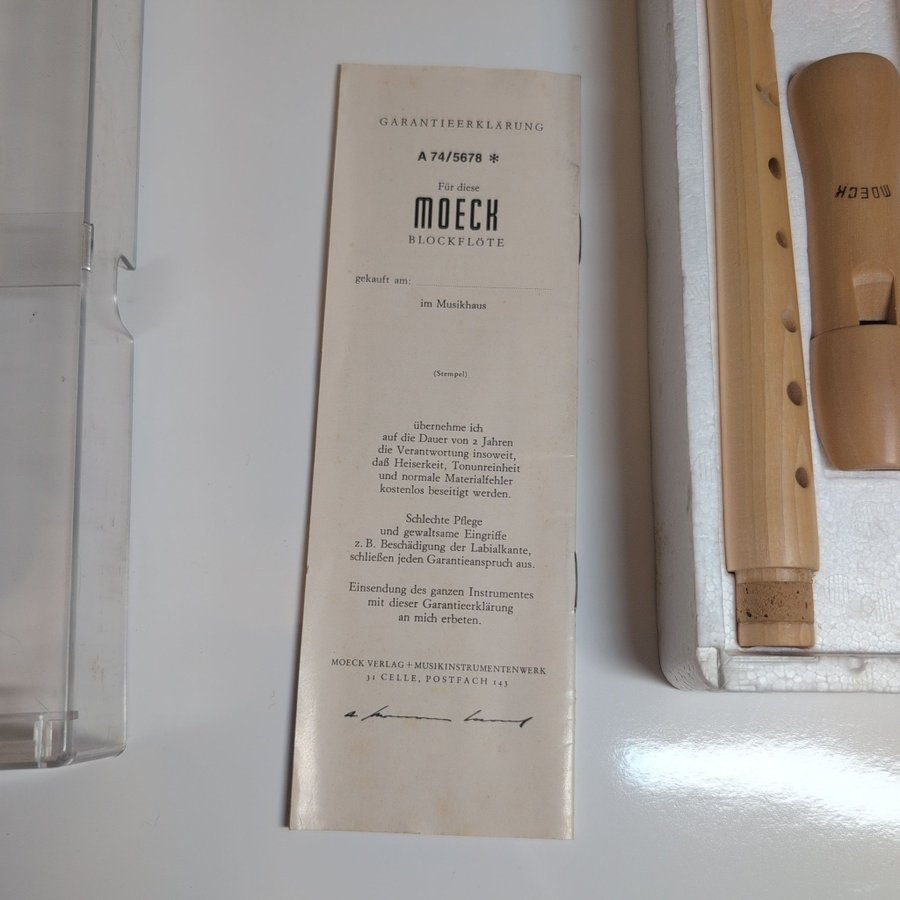 GARANTIEERKLÄRUNG
A 74/5678 *
Für diese
MOECK
BLOCKFLÖTE
gekauft am:
im Musikhaus
(Stempel)
übernehme ich
auf die Dauer von 2 Jahren
die Verantwortung insoweit,
daß Heiserkeit, Tonunreinheit
und normale Materialfehler
kostenlos beseitigt werden.
Schlechte Pflege
und gewaltsame Eingriffe
z. B. Beschädigung der Labialkante,
schließen jeden Garantieanspruch aus.
Einsendung des ganzen Instrumentes
mit dieser Garantieerklärung
an mich erbeten.
MOECK VERLAG + MUSIKINSTRUMENTENWERK
31 CELLE, POSTFACH 143
MOECK